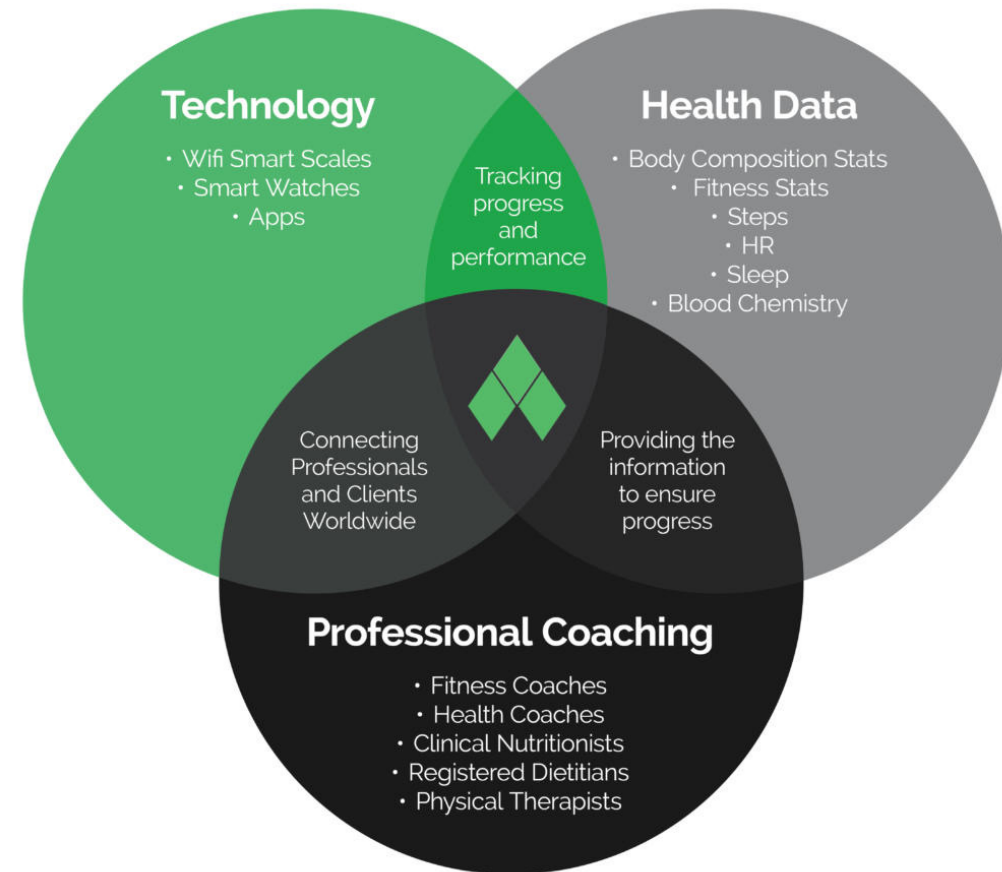 Technology
• Wifi Smart Scales
• Smart Watches
• Apps
Tracking
progress
and
performance
Health Data
• Body Composition Stats
• Fitness Stats
• Steps
• HR
• Sleep
• Blood Chemistry
Connecting
Professionals
and Clients
Worldwide
Providing the
information
to ensure
progress
Professional Coaching
• Fitness Coaches
• Health Coaches
• Clinical Nutritionists
• Registered Dietitians
• Physical Therapists